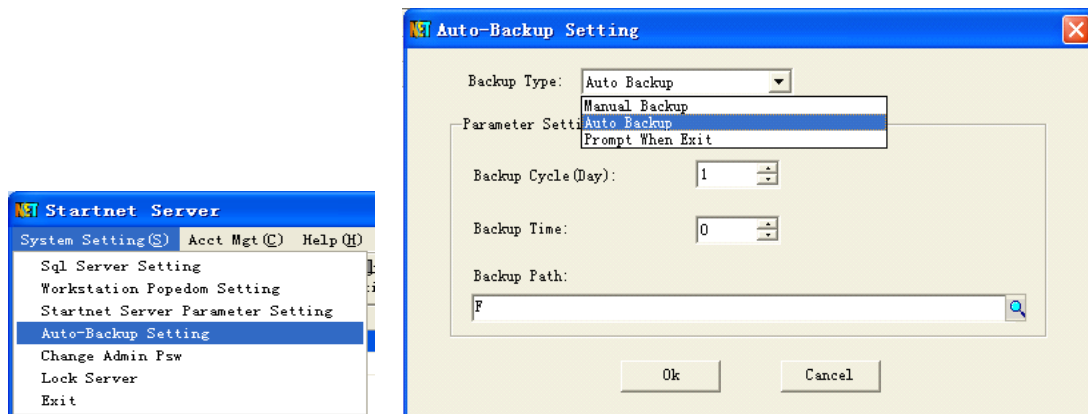 NET Startnet Server
System Setting(S) Acct Mgt(C) Help(H)
Sql Server Setting
Workstation Popedom Setting
Startnet Server Parameter Setting
Auto-Backup Setting
Change Admin Psw
Lock Server
Exit
NET Auto-Backup Setting
Backup Type: Auto Backup
Manual Backup
Auto Backup
Prompt When Exit
Parameter Setti
Backup Cycle(Day): 1
Backup Time: 0
Backup Path:
F
Ok Cancel